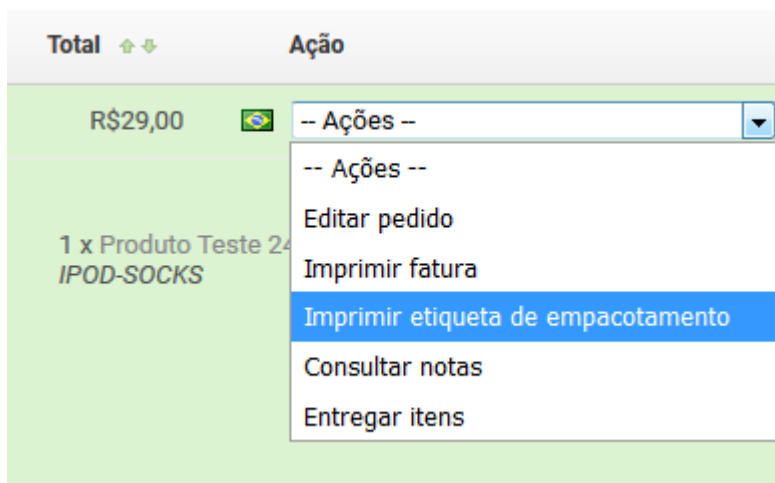 Total Ação
R$29,00 -- Ações --
-- Ações --
Editar pedido
1 x Produto Teste 24
IPOD-SOCKS
Imprimir fatura
Imprimir etiqueta de empacotamento
Consultar notas
Entregar itens